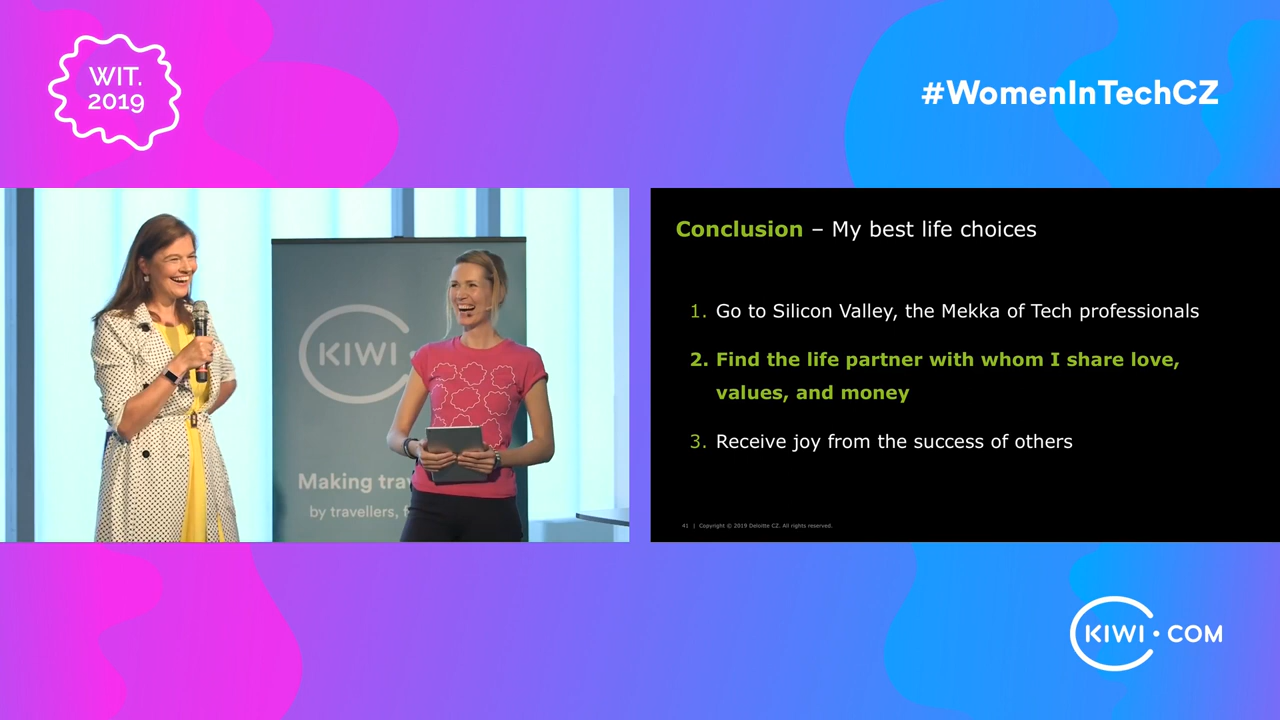 WIT.
2019
#WomenInTechCZ
KIWI
Making tra
by travellers, f
Conclusion – My best life choices
1. Go to Silicon Valley, the Mekka of Tech professionals
2. Find the life partner with whom I share love,
values, and money
3. Receive joy from the success of others
41 | Copyright © 2019 Deloitte CZ. All rights reserved.
KIWI.COM